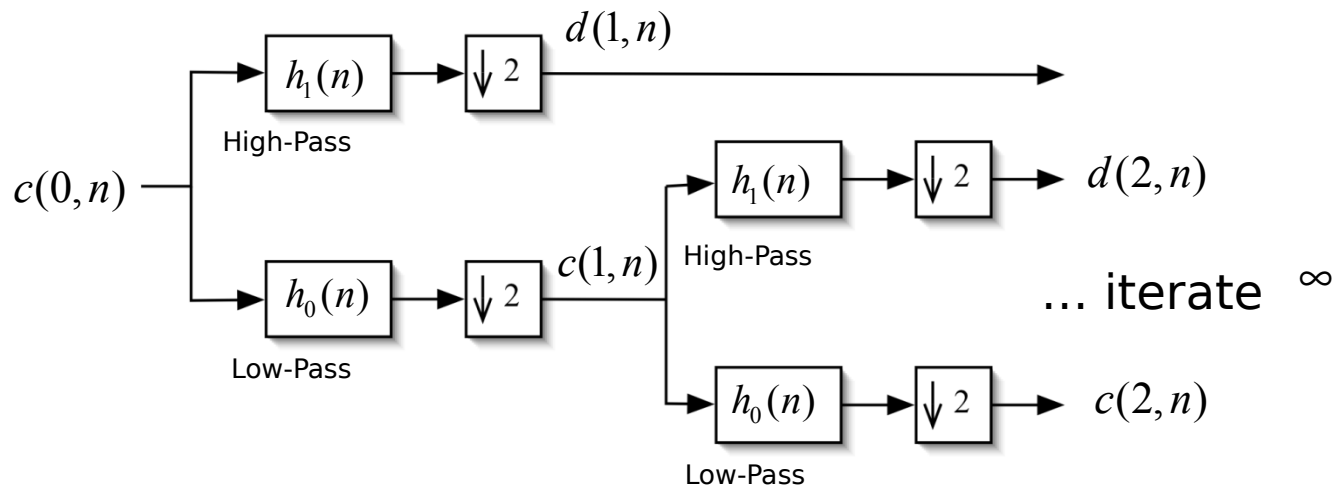 d(1,n)
h₁(n)
↓ 2
High-Pass
c(0,n)
h₁(n)
↓ 2
d(2,n)
c(1,n)
High-Pass
h₀(n)
↓ 2
... iterate ∞
Low-Pass
h₀(n)
↓ 2
c(2,n)
Low-Pass